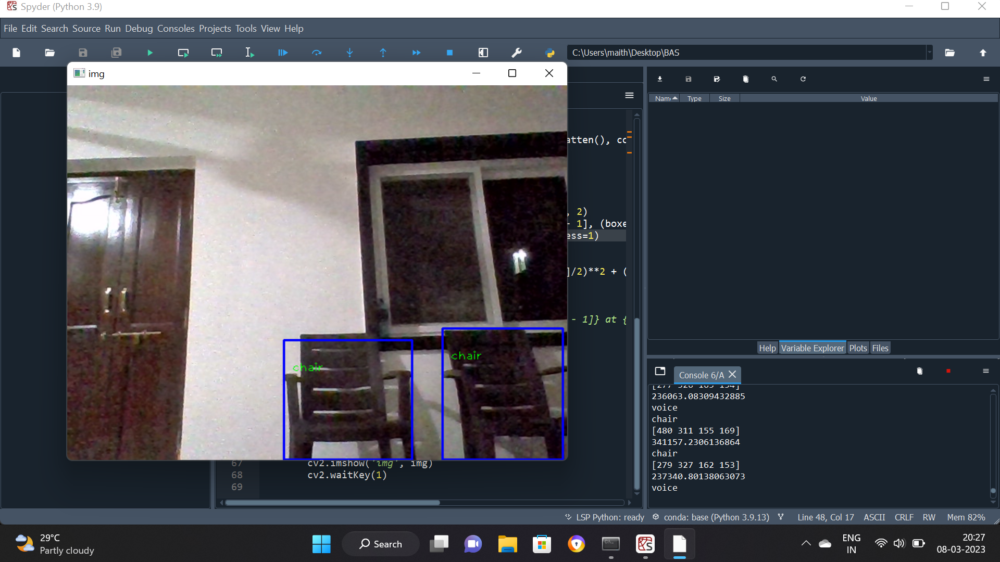 Spyder (Python 3.9)
File Edit Search Source Run Debug Consoles Projects Tools View Help
C:\Users\maith\Desktop\BAS
img
Name Type Size Value
atten(), co
, 2)
- 1], (boxe
ess=1)
]/2)**2 + (
- 1]} at {
chair
chair
67 cv2.imshow('img', img)
68 cv2.waitKey(1)
69
Help Variable Explorer Plots Files
Console 6/A
236063.08309432885
voice
chair
[480 311 155 169]
341157.2306136864
chair
[279 327 162 153]
237340.80138063073
voice
LSP Python: ready conda: base (Python 3.9.13) Line 48, Col 17 ASCII CRLF RW Mem 82%
29°C
Partly cloudy
Search
ENG
IN
20:27
08-03-2023